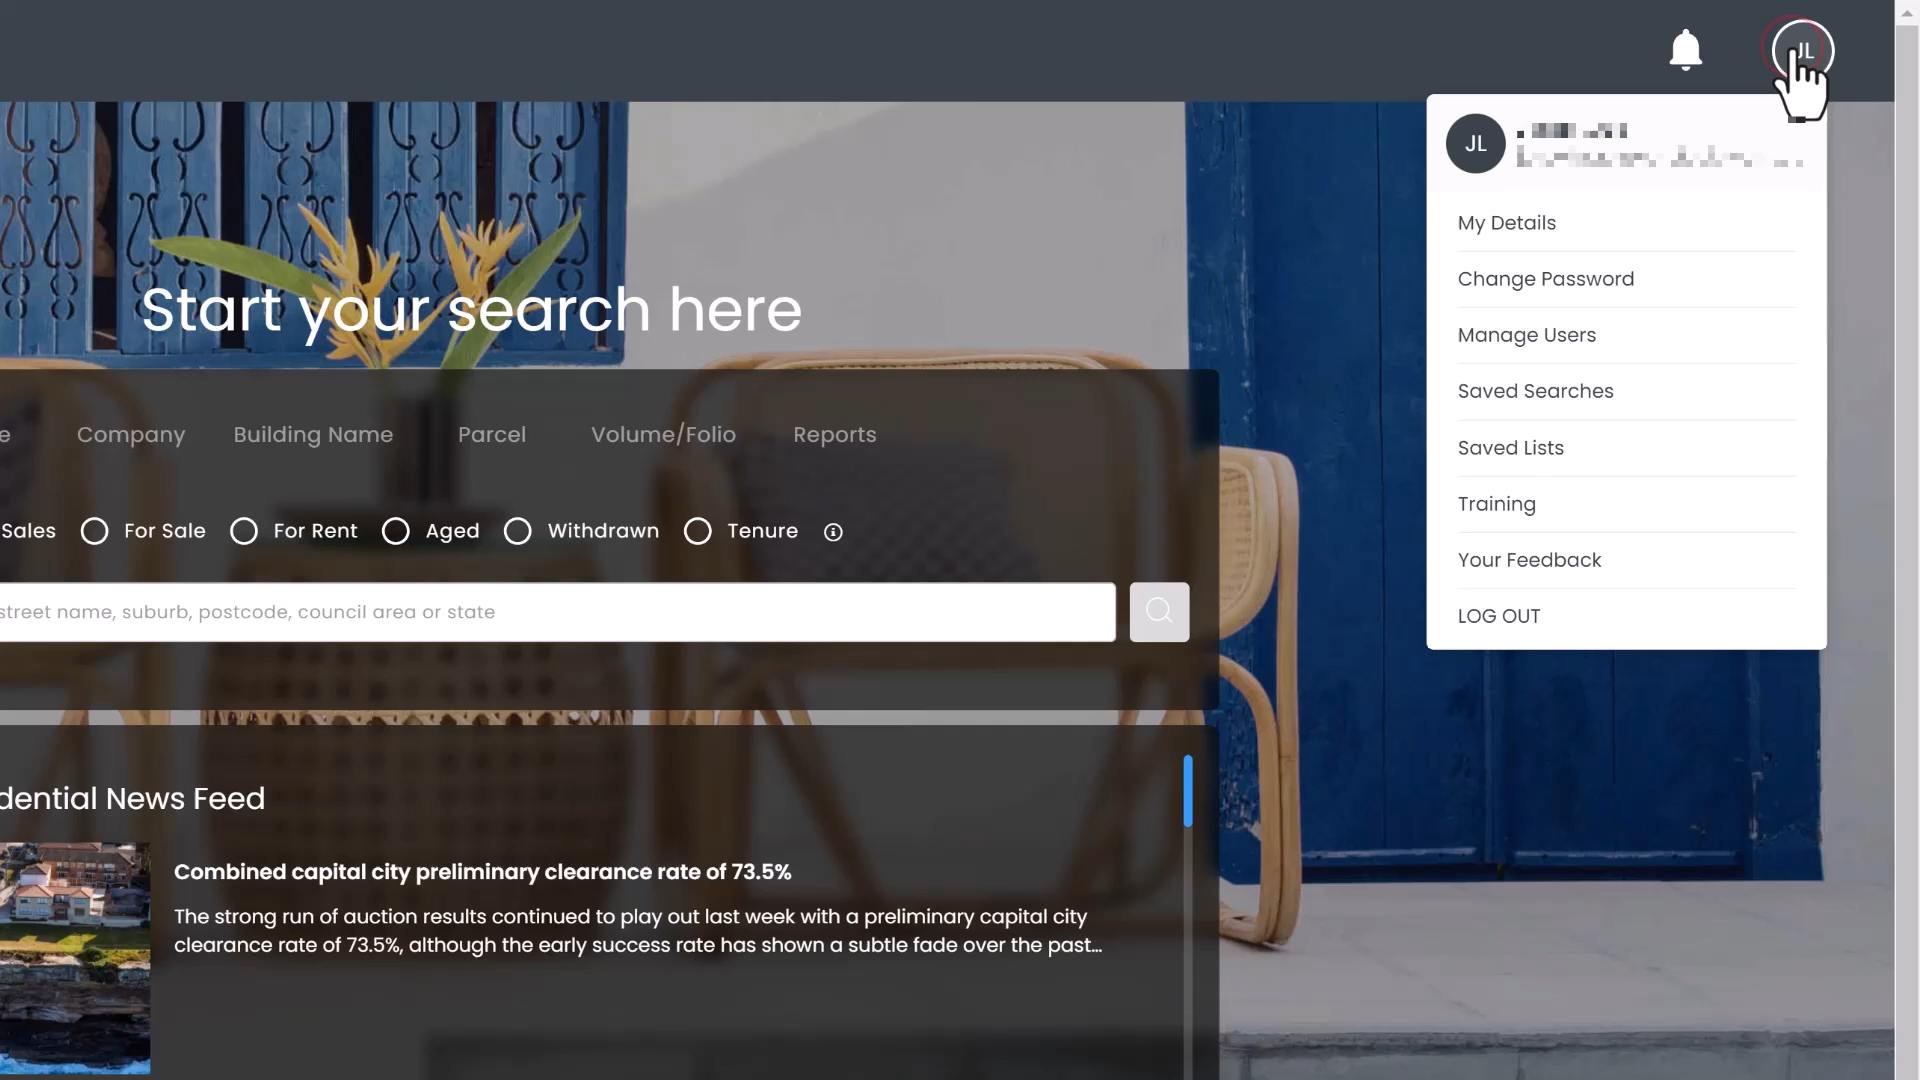 JL
JL
My Details
Change Password
Manage Users
Saved Searches
Saved Lists
Training
Your Feedback
LOG OUT
Start your search here
Company Building Name Parcel Volume/Folio Reports
Sales For Sale For Rent Aged Withdrawn Tenure
street name, suburb, postcode, council area or state
News Feed
Combined capital city preliminary clearance rate of 73.5%
The strong run of auction results continued to play out last week with a preliminary capital city
clearance rate of 73.5%, although the early success rate has shown a subtle fade over the past...